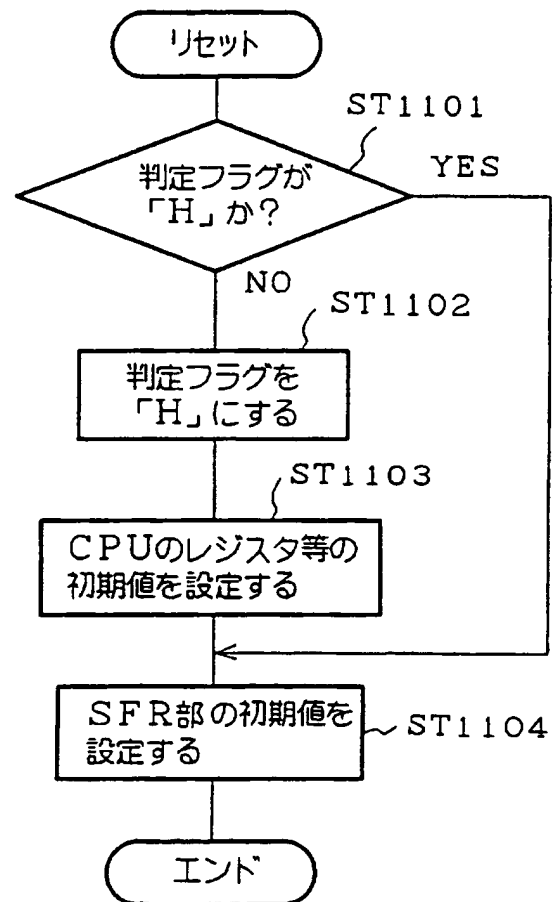 リセット
ST1101
判定フラグが
「H」か?
YES
NO
ST1102
判定フラグを
「H」にする
ST1103
CPUのレジスタ等の
初期値を設定する
SFR部の初期値を
設定する
ST1104
エンド